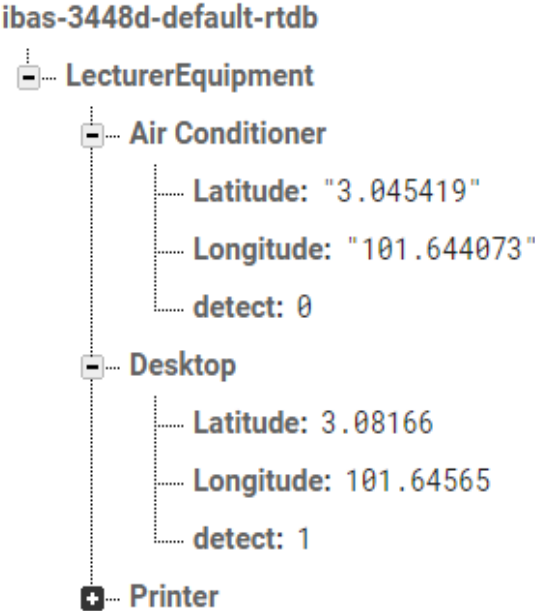 ibas-3448d-default-rtdb
LecturerEquipment
Air Conditioner
Latitude: "3.045419"
Longitude: "101.644073"
detect: 0
Desktop
Latitude: 3.08166
Longitude: 101.64565
detect: 1
Printer